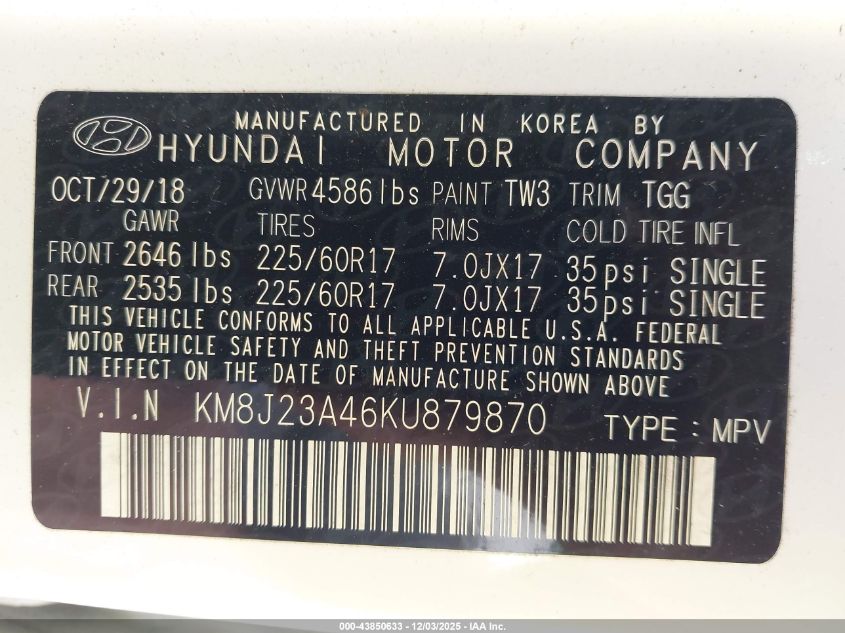 MANUFACTURED IN KOREA BY
HYUNDAI MOTOR COMPANY
OCT/29/18 GVWR 4586 lbs PAINT TW3 TRIM TGG
GAWR TIRES RIMS COLD TIRE INFL
FRONT 2646 lbs 225/60R17 7.0JX17 35psi SINGLE
REAR 2535 lbs 225/60R17 7.0JX17 35psi SINGLE
THIS VEHICLE CONFORMS TO ALL APPLICABLE U.S.A. FEDERAL
MOTOR VEHICLE SAFETY AND THEFT PREVENTION STANDARDS
IN EFFECT ON THE DATE OF MANUFACTURE SHOWN ABOVE
V.I.N KM8J23A46KU879870 TYPE : MPV
000-43850633 - 12/03/2025 - IAA Inc.